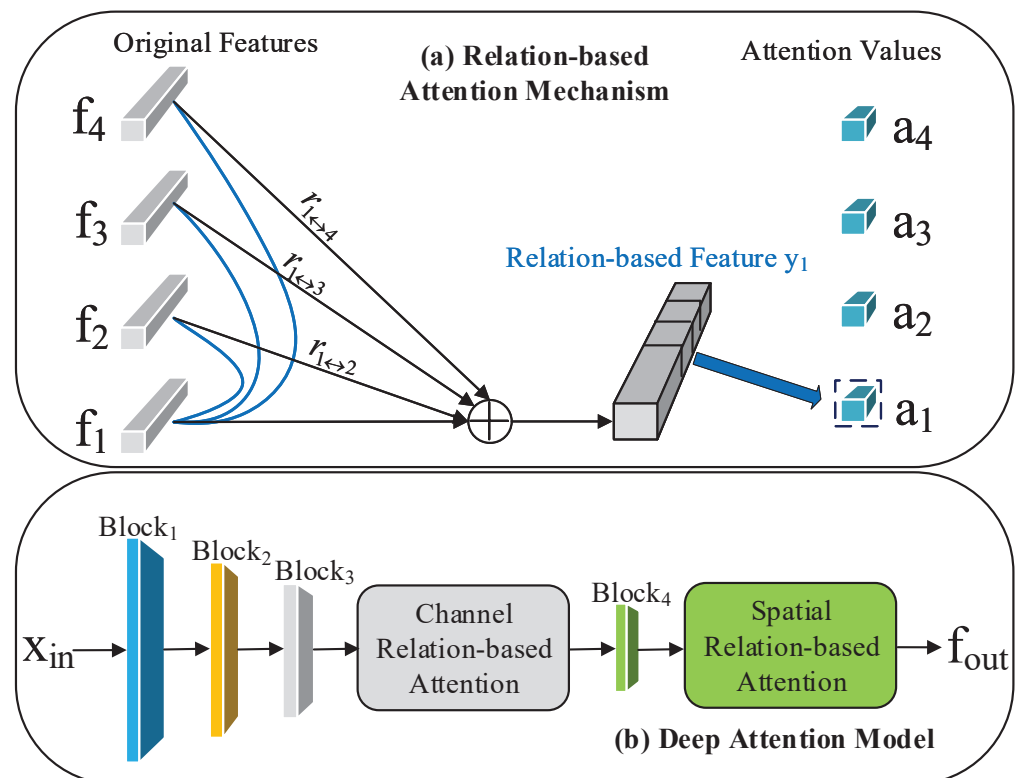 Original Features
(a) Relation-based
Attention Mechanism
Attention Values
f₄
f₃
f₂
f₁
r₁↔₄
r₁↔₃
r₁↔₂
Relation-based Feature y₁
a₄
a₃
a₂
a₁
Block₁
Block₂
Block₃
Block₄
Xᵢₙ
Channel
Relation-based
Attention
Spatial
Relation-based
Attention
fₒᵤₜ
(b) Deep Attention Model